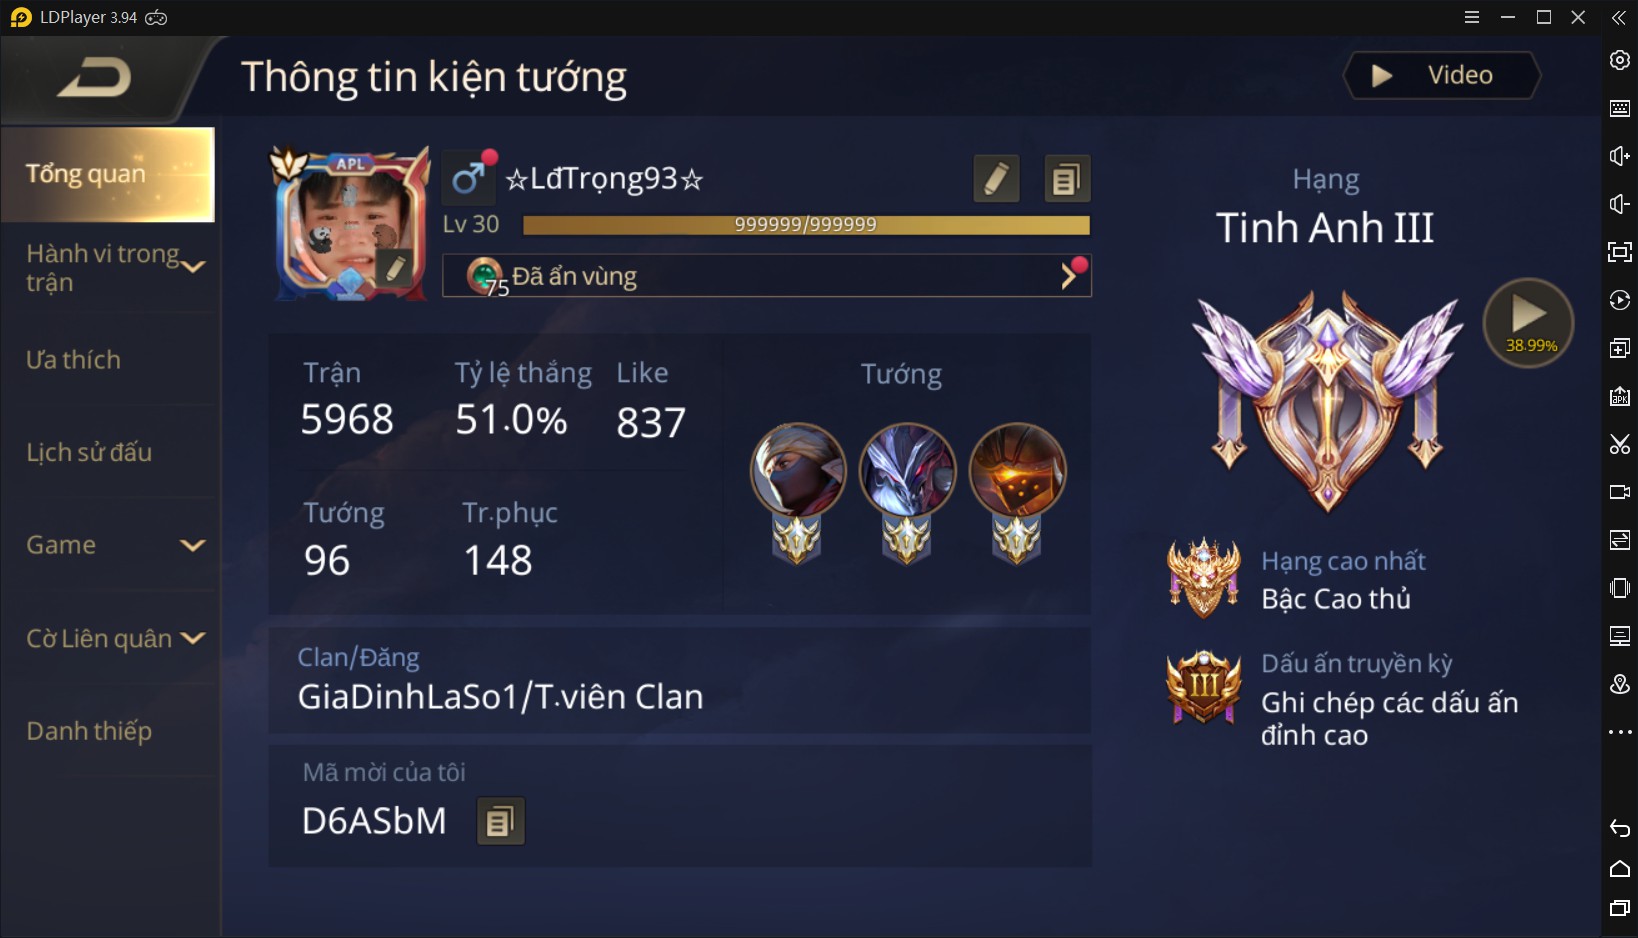 LDPlayer 3.94
Thông tin kiện tướng
Video
Tổng quan
Hành vi trong
trận
Ưa thích
Lịch sử đấu
Game
Cờ Liên quân
Danh thiếp
APL
☆LđTrọng93☆
Lv 30
999999/999999
75
Đã ẩn vùng
Trận
Tỷ lệ thắng
Like
5968
51.0%
837
Tướng
Tr.phục
96
148
Tướng
Clan/Đăng
GiaDinhLaSo1/T.viên Clan
Mã mời của tôi
D6ASbM
Hạng
Tinh Anh III
38.99%
Hạng cao nhất
Bậc Cao thủ
III
Dấu ấn truyền kỳ
Ghi chép các dấu ấn
đỉnh cao
APK